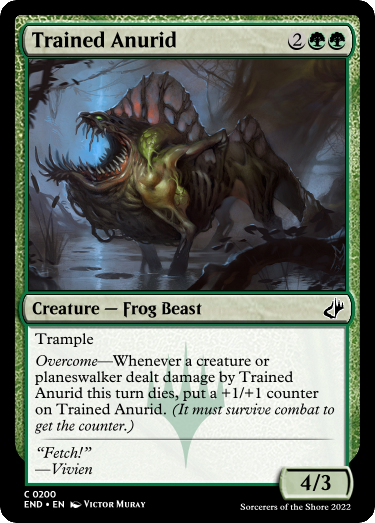 Trained Anurid 2
Creature — Frog Beast
Trample
Overcome—Whenever a creature or
planeswalker dealt damage by Trained
Anurid this turn dies, put a +1/+1 counter
on Trained Anurid. (It must survive combat to
get the counter.)
“Fetch!”
—Vivien
4/3
C 0200
END • EN Victor Muray
Sorcerers of the Shore 2022